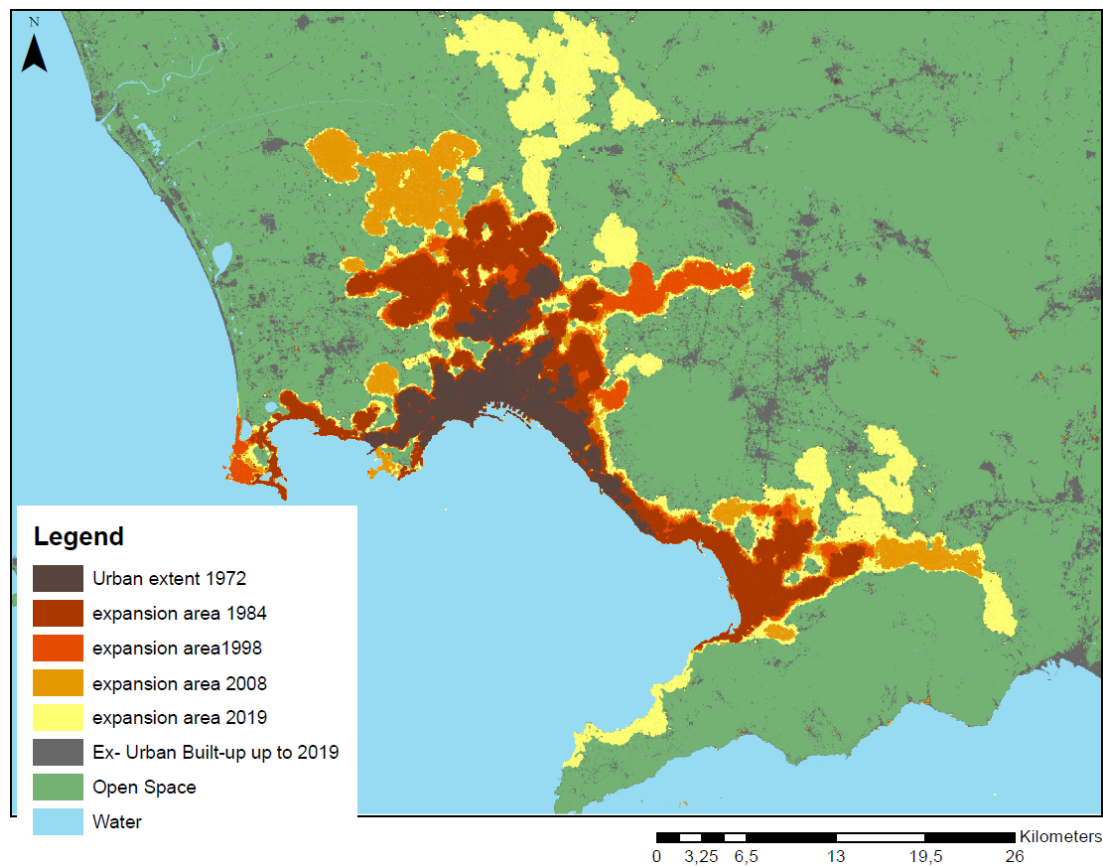 N
Legend
Urban extent 1972
expansion area 1984
expansion area1998
expansion area 2008
expansion area 2019
Ex- Urban Built-up up to 2019
Open Space
Water
Kilometers
0 3,25 6,5 13 19,5 26